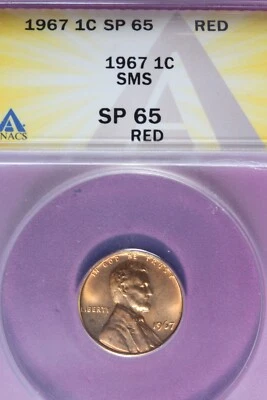 1967 1C SP 65 RED
1967 1C
SMS
SP 65
RED
ANACS
IN GOD WE TRUST
LIBERTY
1967